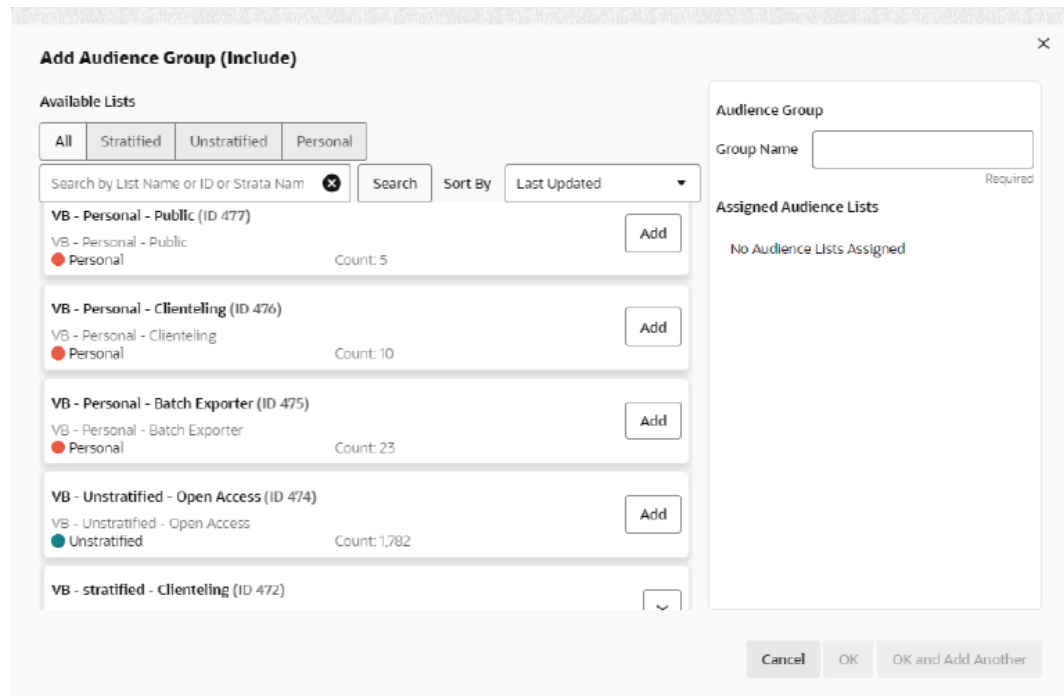 Add Audience Group (Include)
Available Lists
All Stratified Unstratified Personal
Search by List Name or ID or Strata Nam Search Sort By Last Updated
VB - Personal - Public (ID 477)
VB - Personal - Public
Personal Count: 5
Add
VB - Personal - Clienteling (ID 476)
VB - Personal - Clienteling
Personal Count: 10
Add
VB - Personal - Batch Exporter (ID 475)
VB - Personal - Batch Exporter
Personal Count: 23
Add
VB - Unstratified - Open Access (ID 474)
VB - Unstratified - Open Access
Unstratified Count: 1,782
Add
VB - stratified - Clienteling (ID 472)
Audience Group
Group Name
Required
Assigned Audience Lists
No Audience Lists Assigned
Cancel OK OK and Add Another